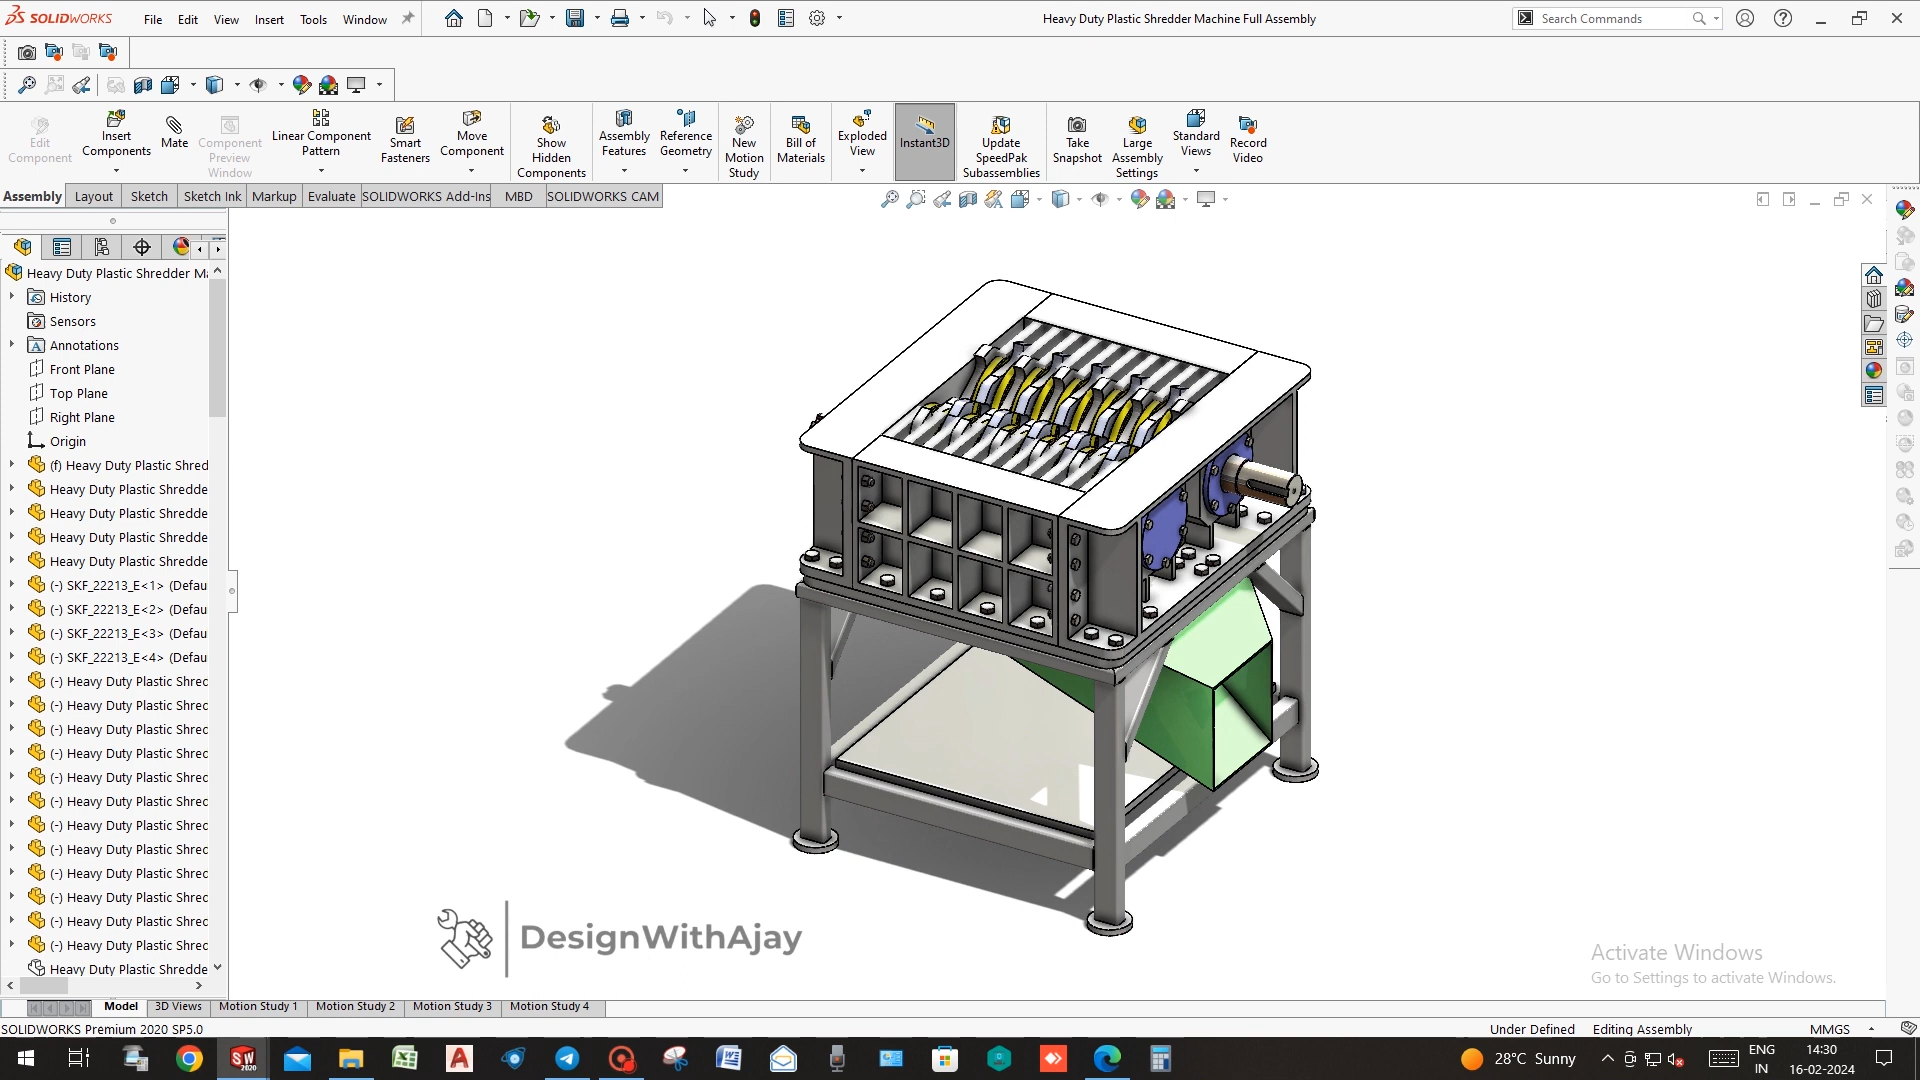 SOLIDWORKS File Edit View Insert Tools Window
Heavy Duty Plastic Shredder Machine Full Assembly
Search Commands
Edit Component
Insert Components
Mate
Component Preview Window
Linear Component Pattern
Smart Fasteners
Move Component
Show Hidden Components
Assembly Features
Reference Geometry
New Motion Study
Bill of Materials
Exploded View
Instant3D
Update SpeedPak Subassemblies
Take Snapshot
Large Assembly Settings
Standard Views
Record Video
Assembly Layout Sketch Sketch Ink Markup Evaluate SOLIDWORKS Add-Ins MBD SOLIDWORKS CAM
Heavy Duty Plastic Shredder Ma
History
Sensors
Annotations
Front Plane
Top Plane
Right Plane
Origin
(f) Heavy Duty Plastic Shred
Heavy Duty Plastic Shredde
Heavy Duty Plastic Shredde
Heavy Duty Plastic Shredde
Heavy Duty Plastic Shredde
(-) SKF_22213_E<1> (Defau
(-) SKF_22213_E<2> (Defau
(-) SKF_22213_E<3> (Defau
(-) SKF_22213_E<4> (Defau
(-) Heavy Duty Plastic Shrec
(-) Heavy Duty Plastic Shrec
(-) Heavy Duty Plastic Shrec
(-) Heavy Duty Plastic Shrec
(-) Heavy Duty Plastic Shrec
(-) Heavy Duty Plastic Shrec
(-) Heavy Duty Plastic Shrec
(-) Heavy Duty Plastic Shrec
(-) Heavy Duty Plastic Shrec
(-) Heavy Duty Plastic Shrec
(-) Heavy Duty Plastic Shrec
(-) Heavy Duty Plastic Shrec
Heavy Duty Plastic Shredde
DesignWithAjay
Activate Windows
Go to Settings to activate Windows.
Model 3D Views Motion Study 1 Motion Study 2 Motion Study 3 Motion Study 4
SOLIDWORKS Premium 2020 SP5.0
Under Defined Editing Assembly MMGS
28°C Sunny
ENG
IN
14:30
16-02-2024